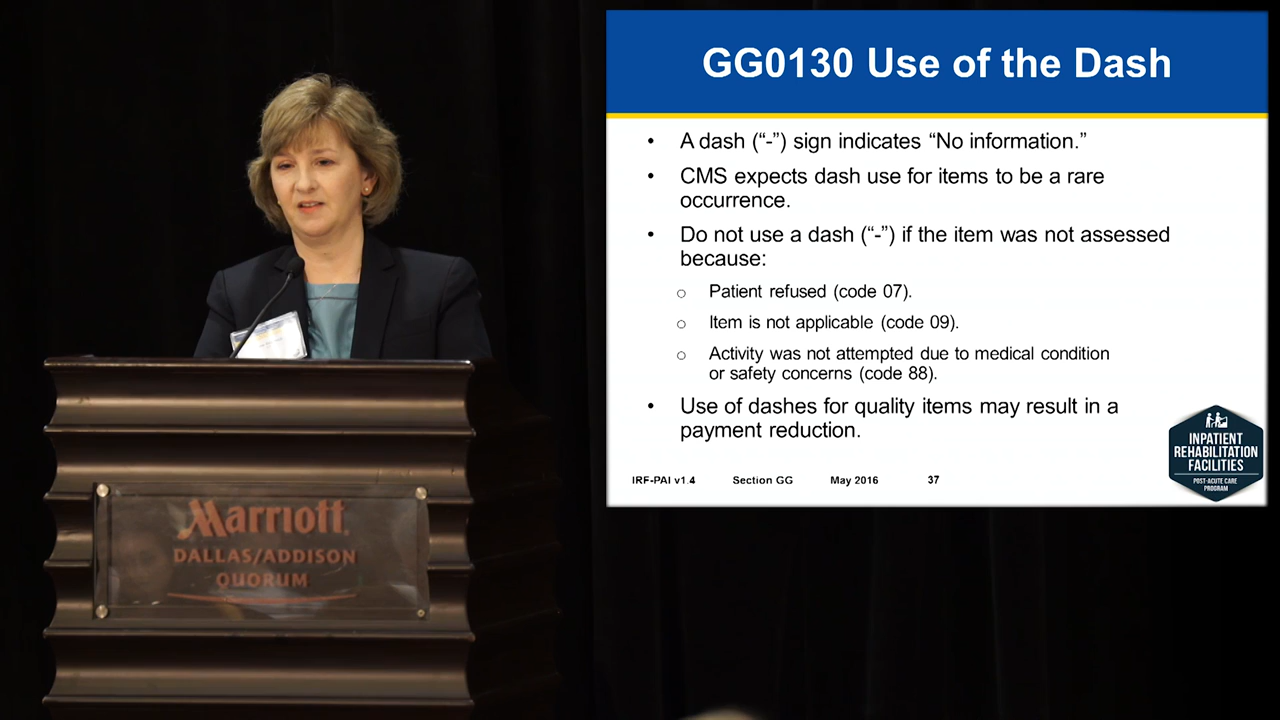 GG0130 Use of the Dash
• A dash (“-”) sign indicates “No information.”
• CMS expects dash use for items to be a rare
occurrence.
• Do not use a dash (“-”) if the item was not assessed
because:
o Patient refused (code 07).
o Item is not applicable (code 09).
o Activity was not attempted due to medical condition
or safety concerns (code 88).
• Use of dashes for quality items may result in a
payment reduction.
IRF-PAI v1.4 Section GG May 2016 37
INPATIENT
REHABILITATION
FACILITIES
POST-ACUTE CARE
PROGRAM
Marriott
DALLAS/ADDISON
QUORUM